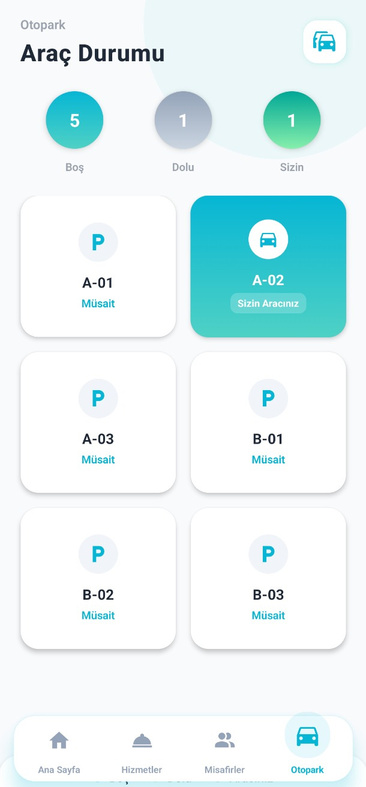 Otopark
Araç Durumu
5
1
1
Boş
Dolu
Sizin
P
A-01
Müsait
A-02
Sizin Aracınız
P
A-03
Müsait
P
B-01
Müsait
P
B-02
Müsait
P
B-03
Müsait
Ana Sayfa
Hizmetler
Misafirler
Otopark